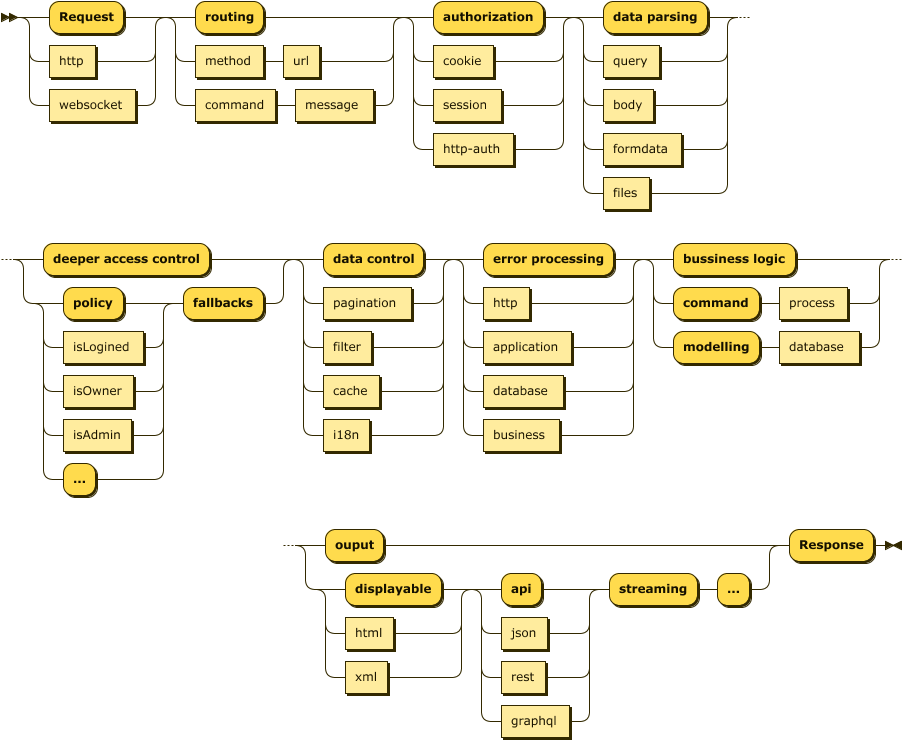 Request
routing
authorization
data parsing
http
method
url
cookie
query
websocket
command
message
session
body
http-auth
formdata
files
deeper access control
data control
error processing
bussiness logic
policy
fallbacks
pagination
http
command
process
isLogined
filter
application
modelling
database
isOwner
cache
database
isAdmin
i18n
business
...
ouput
Response
displayable
api
streaming
...
html
json
xml
rest
graphql